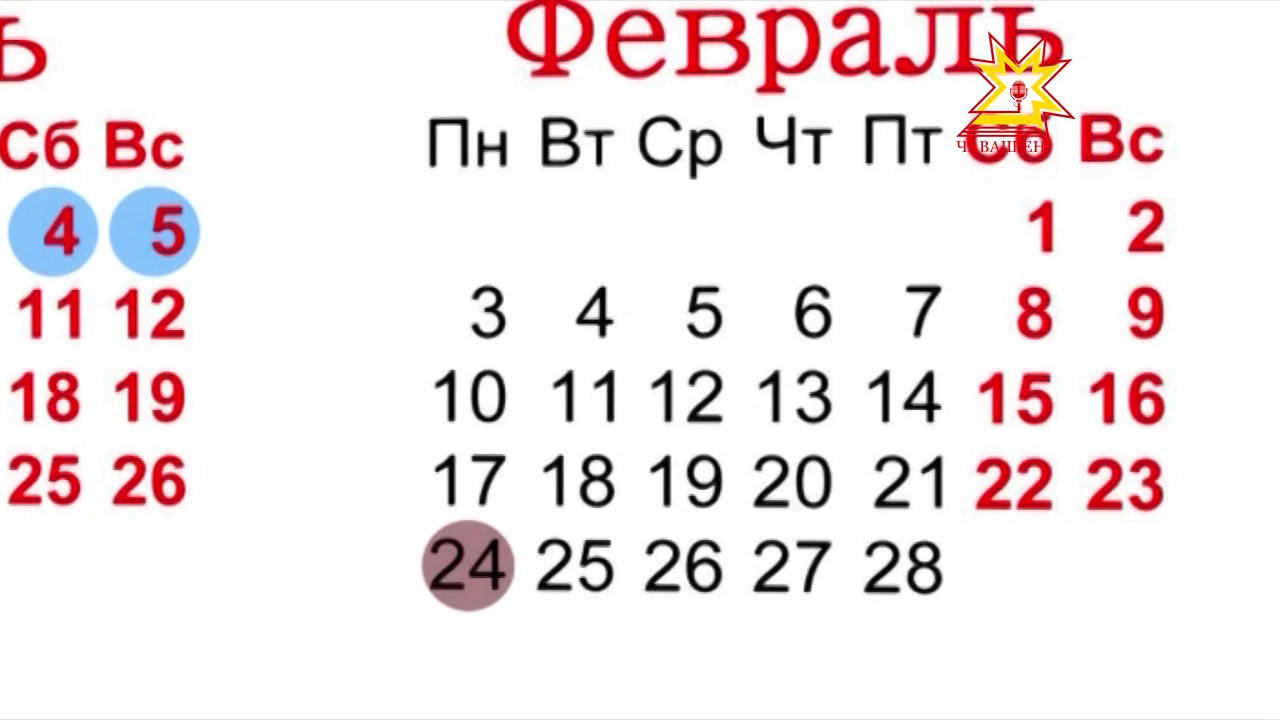 Ь Февраль
Сб Вс Пн Вт Ср Чт Пт Сб Вс
4 5 1 2
11 12 3 4 5 6 7 8 9
18 19 10 11 12 13 14 15 16
25 26 17 18 19 20 21 22 23
24 25 26 27 28